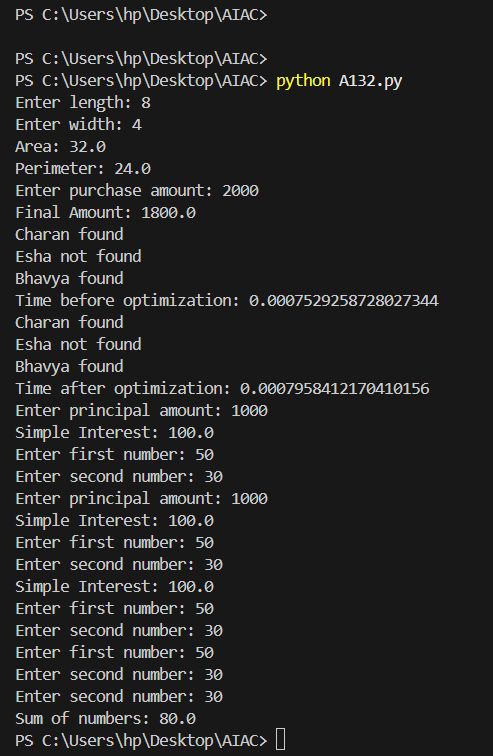 PS C:\Users\hp\Desktop\AIAC>
PS C:\Users\hp\Desktop\AIAC>
PS C:\Users\hp\Desktop\AIAC> python A132.py
Enter length: 8
Enter width: 4
Area: 32.0
Perimeter: 24.0
Enter purchase amount: 2000
Final Amount: 1800.0
Charan found
Esha not found
Bhavya found
Time before optimization: 0.0007529258728027344
Charan found
Esha not found
Bhavya found
Time after optimization: 0.0007958412170410156
Enter principal amount: 1000
Simple Interest: 100.0
Enter first number: 50
Enter second number: 30
Enter principal amount: 1000
Simple Interest: 100.0
Enter first number: 50
Enter second number: 30
Simple Interest: 100.0
Enter first number: 50
Enter second number: 30
Enter first number: 50
Enter second number: 30
Enter second number: 30
Sum of numbers: 80.0
PS C:\Users\hp\Desktop\AIAC>